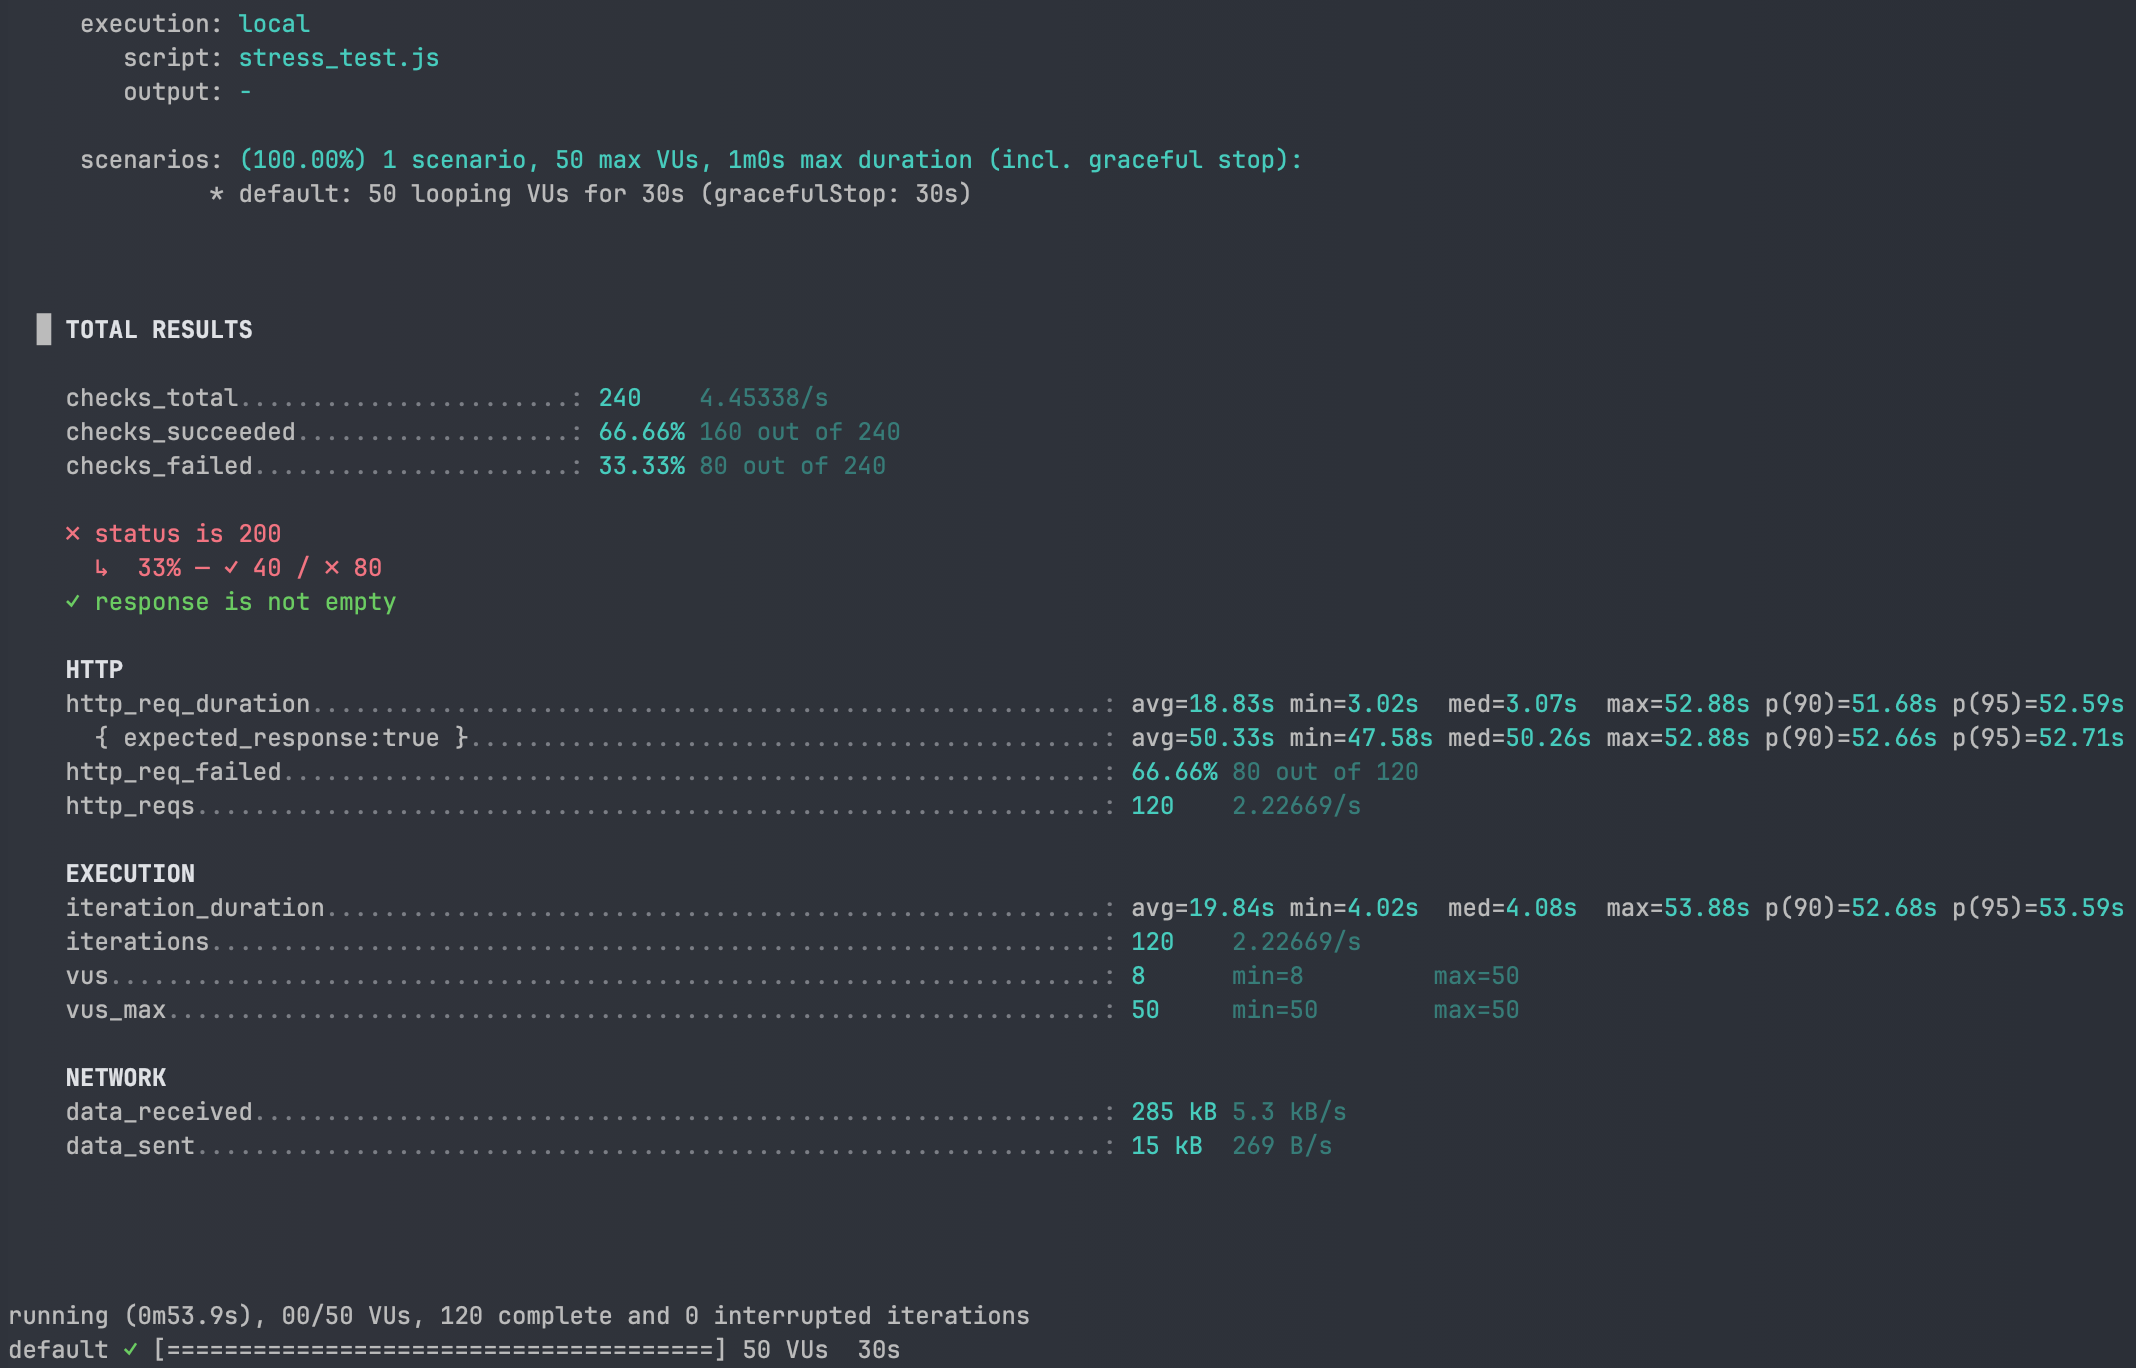 execution: local
script: stress_test.js
output: -
scenarios: (100.00%) 1 scenario, 50 max VUs, 1m0s max duration (incl. graceful stop):
* default: 50 looping VUs for 30s (gracefulStop: 30s)
█ TOTAL RESULTS
checks_total.......................: 240    4.45338/s
checks_succeeded...................: 66.66% 160 out of 240
checks_failed......................: 33.33% 80 out of 240
✗ status is 200
↳  33% — ✓ 40 / ✗ 80
✓ response is not empty
HTTP
http_req_duration.......................................................: avg=18.83s min=3.02s  med=3.07s  max=52.88s p(90)=51.68s p(95)=52.59s
{ expected_response:true }............................................: avg=50.33s min=47.58s med=50.26s max=52.88s p(90)=52.66s p(95)=52.71s
http_req_failed.........................................................: 66.66% 80 out of 120
http_reqs...............................................................: 120    2.22669/s
EXECUTION
iteration_duration......................................................: avg=19.84s min=4.02s  med=4.08s  max=53.88s p(90)=52.68s p(95)=53.59s
iterations..............................................................: 120    2.22669/s
vus.....................................................................: 8      min=8         max=50
vus_max.................................................................: 50     min=50        max=50
NETWORK
data_received...........................................................: 285 kB 5.3 kB/s
data_sent...............................................................: 15 kB  269 B/s
running (0m53.9s), 00/50 VUs, 120 complete and 0 interrupted iterations
default ✓ [======================================] 50 VUs  30s